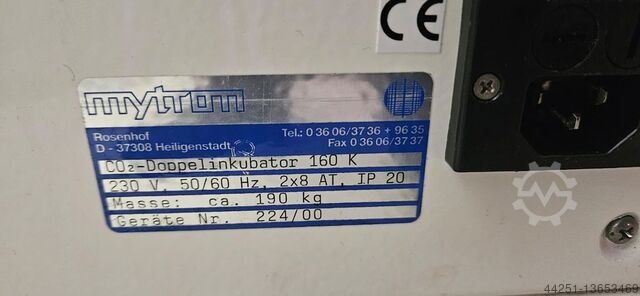 CE
mytrom
Rosenhof
D - 37308 Heiligenstadt
Tel.: 0 36 06/37 36 + 96 35
Fax 0 36 06/37 37
CO₂-Doppelinkubator 160 K
230 V, 50/60 Hz, 2x8 AT, IP 20
Masse: ca. 190 kg
Geräte Nr. 224/00
44251-13653469